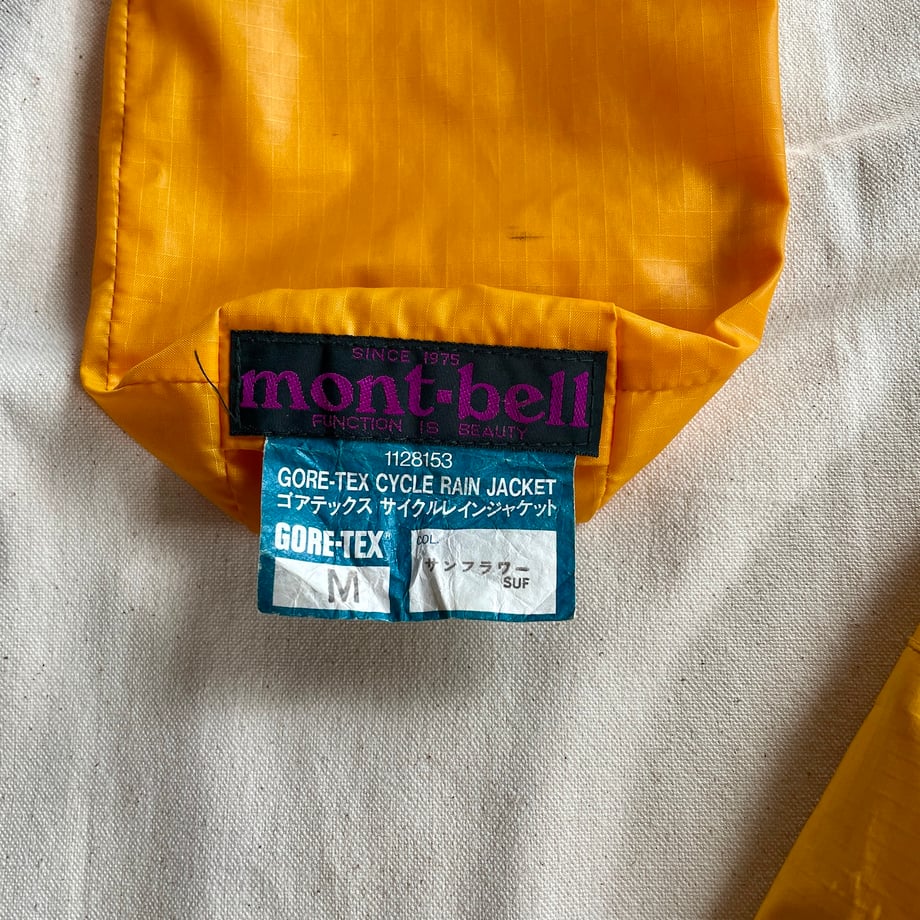 SINCE 1975
mont-bell
FUNCTION IS BEAUTY
1128153
GORE-TEX CYCLE RAIN JACKET
ゴアテックス サイクルレインジャケット
GORE-TEX®
COL.
サンフラワー
M
SUF